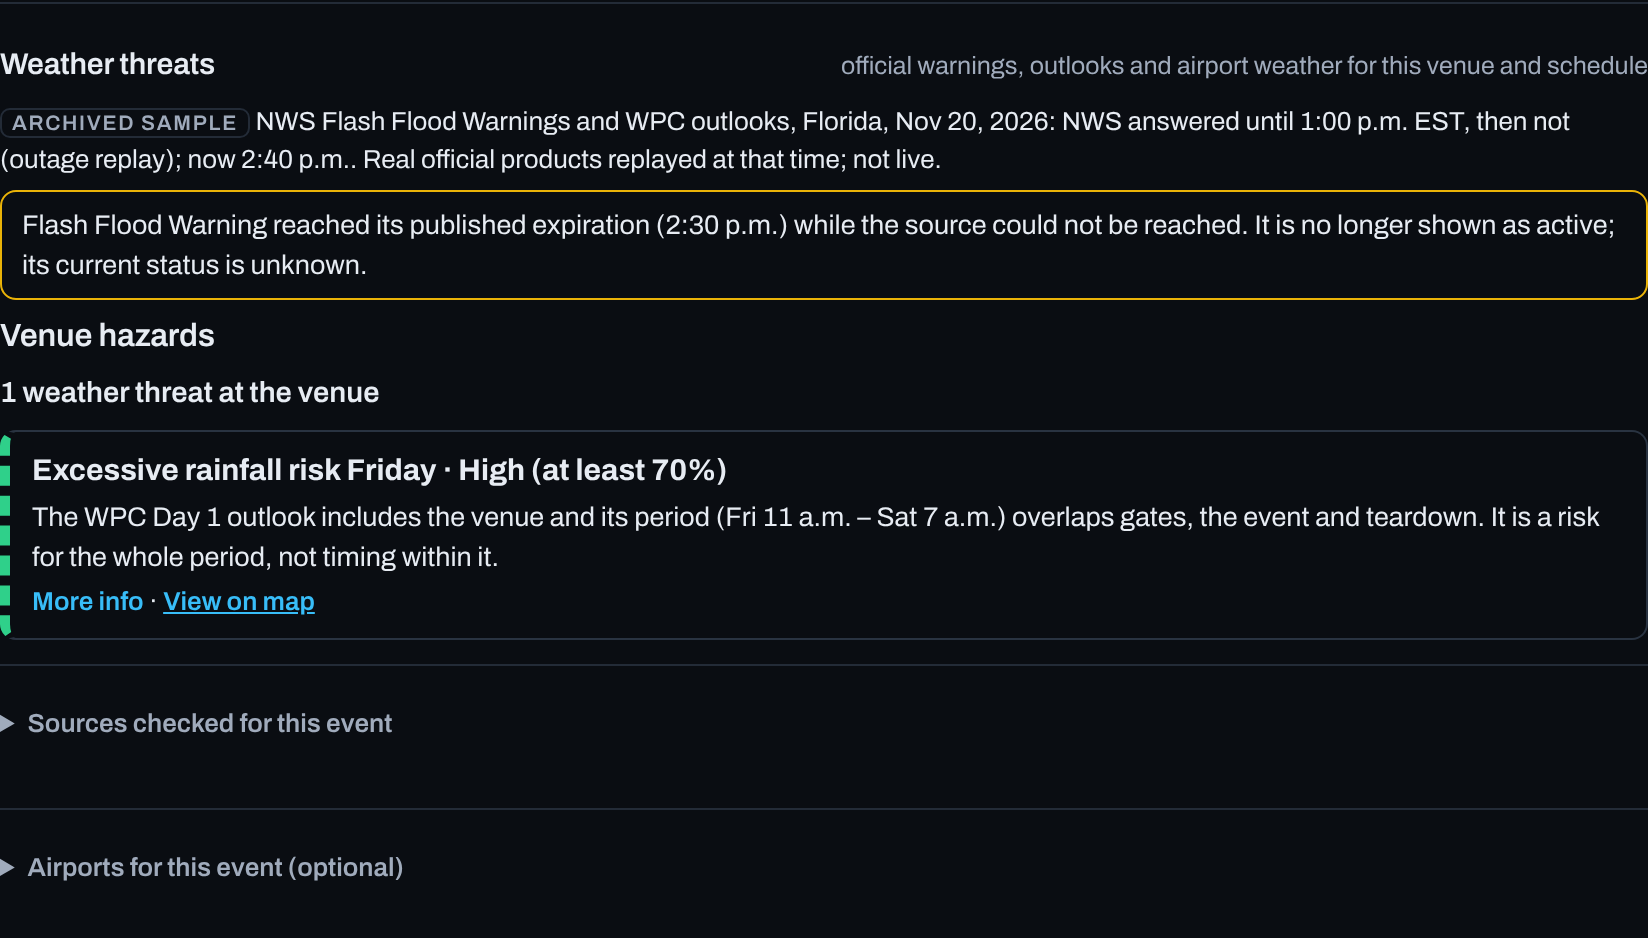 Weather threats
official warnings, outlooks and airport weather for this venue and schedule
ARCHIVED SAMPLE NWS Flash Flood Warnings and WPC outlooks, Florida, Nov 20, 2026: NWS answered until 1:00 p.m. EST, then not
(outage replay); now 2:40 p.m.. Real official products replayed at that time; not live.
Flash Flood Warning reached its published expiration (2:30 p.m.) while the source could not be reached. It is no longer shown as active;
its current status is unknown.
Venue hazards
1 weather threat at the venue
Excessive rainfall risk Friday · High (at least 70%)
The WPC Day 1 outlook includes the venue and its period (Fri 11 a.m. – Sat 7 a.m.) overlaps gates, the event and teardown. It is a risk
for the whole period, not timing within it.
More info · View on map
Sources checked for this event
Airports for this event (optional)